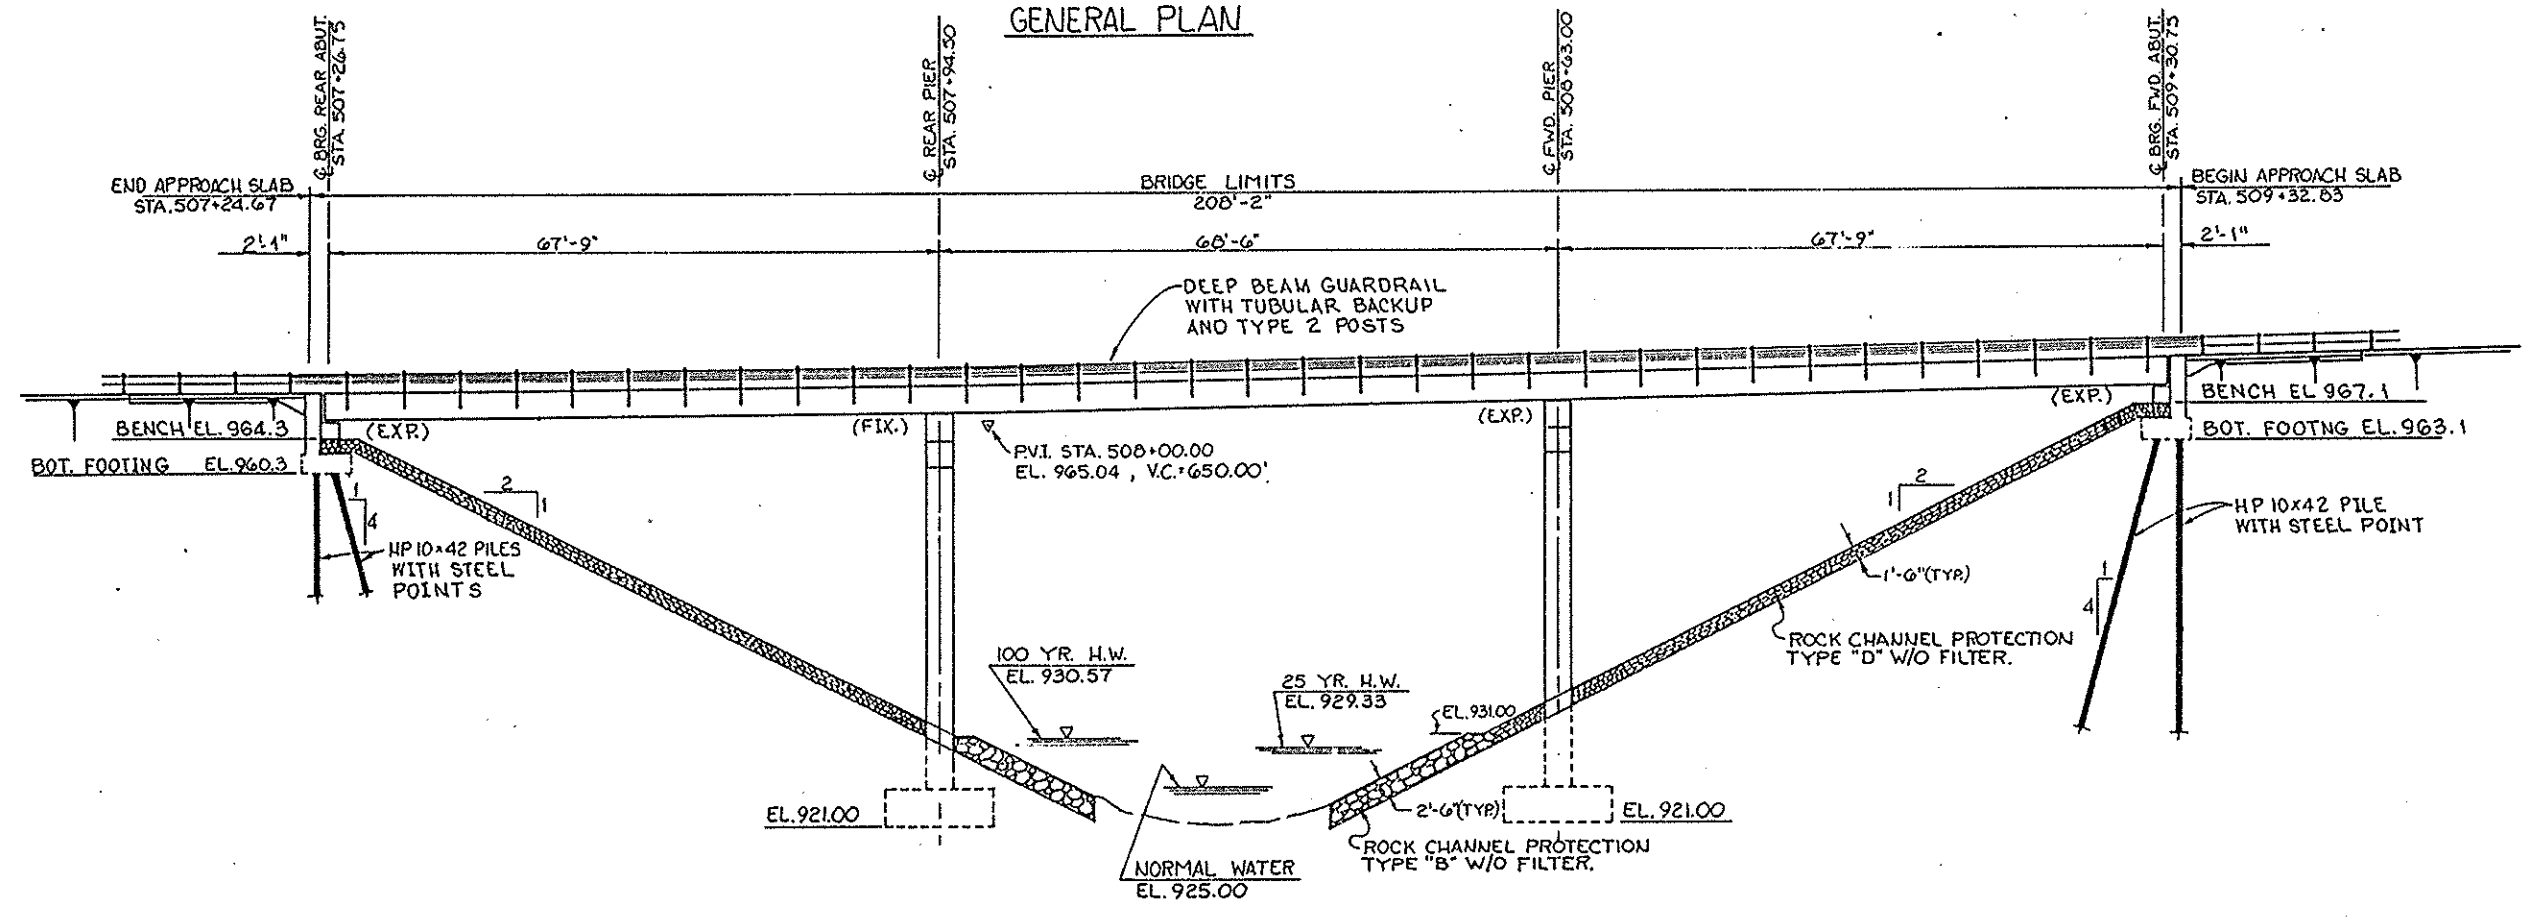 GENERAL PLAN
℄ BRG. REAR ABUT.
STA. 507+26.75
℄ REAR PIER
STA. 507+94.50
℄ FWD. PIER
STA. 508+63.00
℄ BRG. FWD. ABUT.
STA. 509+30.75
END APPROACH SLAB
STA. 507+24.67
BRIDGE LIMITS
208'-2"
BEGIN APPROACH SLAB
STA. 509+32.83
2'-1"
67'-9"
68'-6"
67'-9"
2'-1"
DEEP BEAM GUARDRAIL
WITH TUBULAR BACKUP
AND TYPE 2 POSTS
BENCH EL. 964.3
(EXP.)
(FIX.)
(EXP.)
(EXP.)
BENCH EL 967.1
BOT. FOOTING EL. 960.3
BOT. FOOTNG EL. 963.1
P.V.I. STA. 508+00.00
EL. 965.04 , V.C.=650.00'
2
1
2
1
1
4
HP 10x42 PILES
WITH STEEL
POINTS
HP 10x42 PILE
WITH STEEL POINT
1'-6"(TYP.)
1
4
ROCK CHANNEL PROTECTION
TYPE "D" W/O FILTER.
100 YR. H.W.
EL. 930.57
25 YR. H.W.
EL. 929.33
EL. 931.00
EL. 921.00
2'-6"(TYP.)
EL. 921.00
ROCK CHANNEL PROTECTION
TYPE "B" W/O FILTER.
NORMAL WATER
EL. 925.00